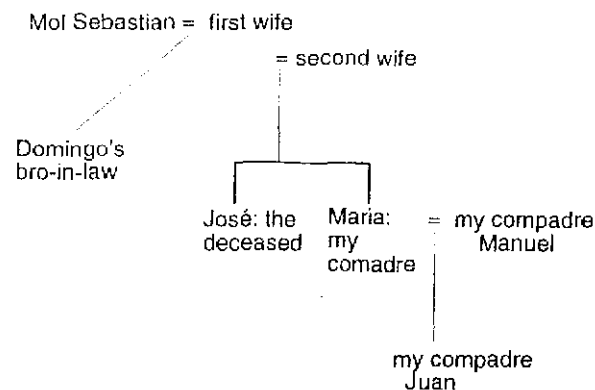 Mol Sebastian = first wife
= second wife
Domingo's
bro-in-law
José: the
deceased
Maria:
my
comadre
= my compadre
Manuel
my compadre
Juan